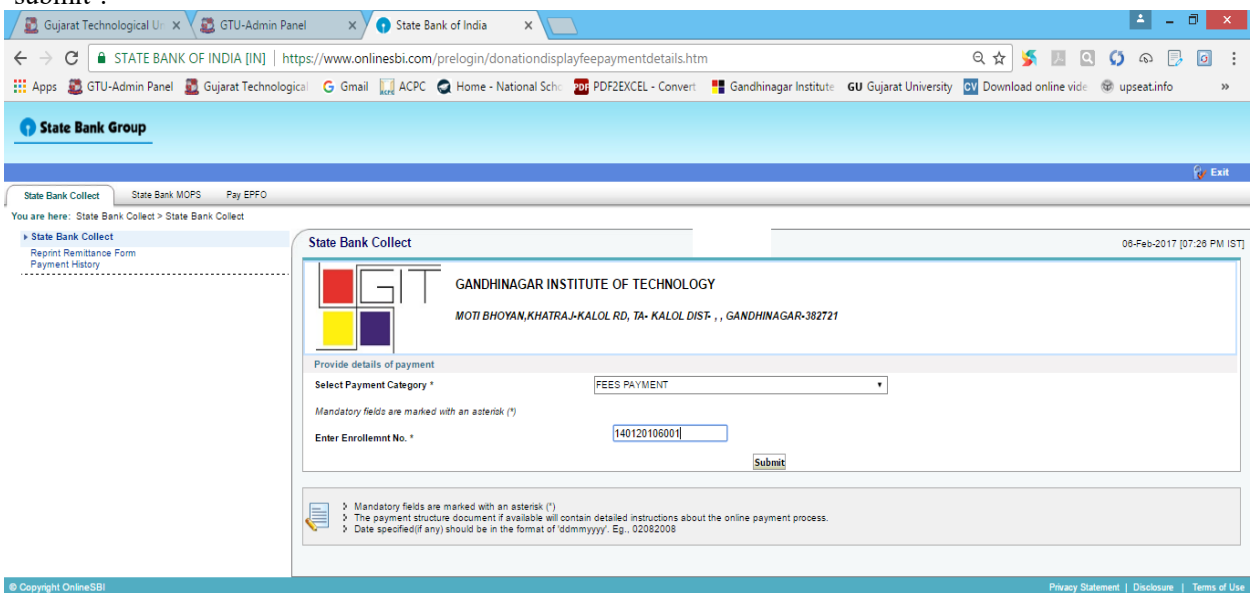 submit".
Gujarat Technological Un
GTU-Admin Panel
State Bank of India
STATE BANK OF INDIA [IN] | https://www.onlinesbi.com/prelogin/donationdisplayfeepaymentdetails.htm
Apps GTU-Admin Panel Gujarat Technological G Gmail ACPC Home - National Scho PDF PDF2EXCEL - Convert Gandhinagar Institute GU Gujarat University CV Download online vide upseat.info »
State Bank Group
Exit
State Bank Collect State Bank MOPS Pay EPFO
You are here: State Bank Collect > State Bank Collect
State Bank Collect
Reprint Remittance Form
Payment History
State Bank Collect
06-Feb-2017 [07:26 PM IST]
GIT
GANDHINAGAR INSTITUTE OF TECHNOLOGY
MOTI BHOYAN,KHATRAJ-KALOL RD, TA- KALOL DIST- , , GANDHINAGAR-382721
Provide details of payment
Select Payment Category * FEES PAYMENT
Mandatory fields are marked with an asterisk (*)
Enter Enrollemnt No. * 140120106001
Submit
Mandatory fields are marked with an asterisk (*)
The payment structure document if available will contain detailed instructions about the online payment process.
Date specified(if any) should be in the format of 'ddmmyyyy'. Eg., 02082008
© Copyright OnlineSBI
Privacy Statement | Disclosure | Terms of Use